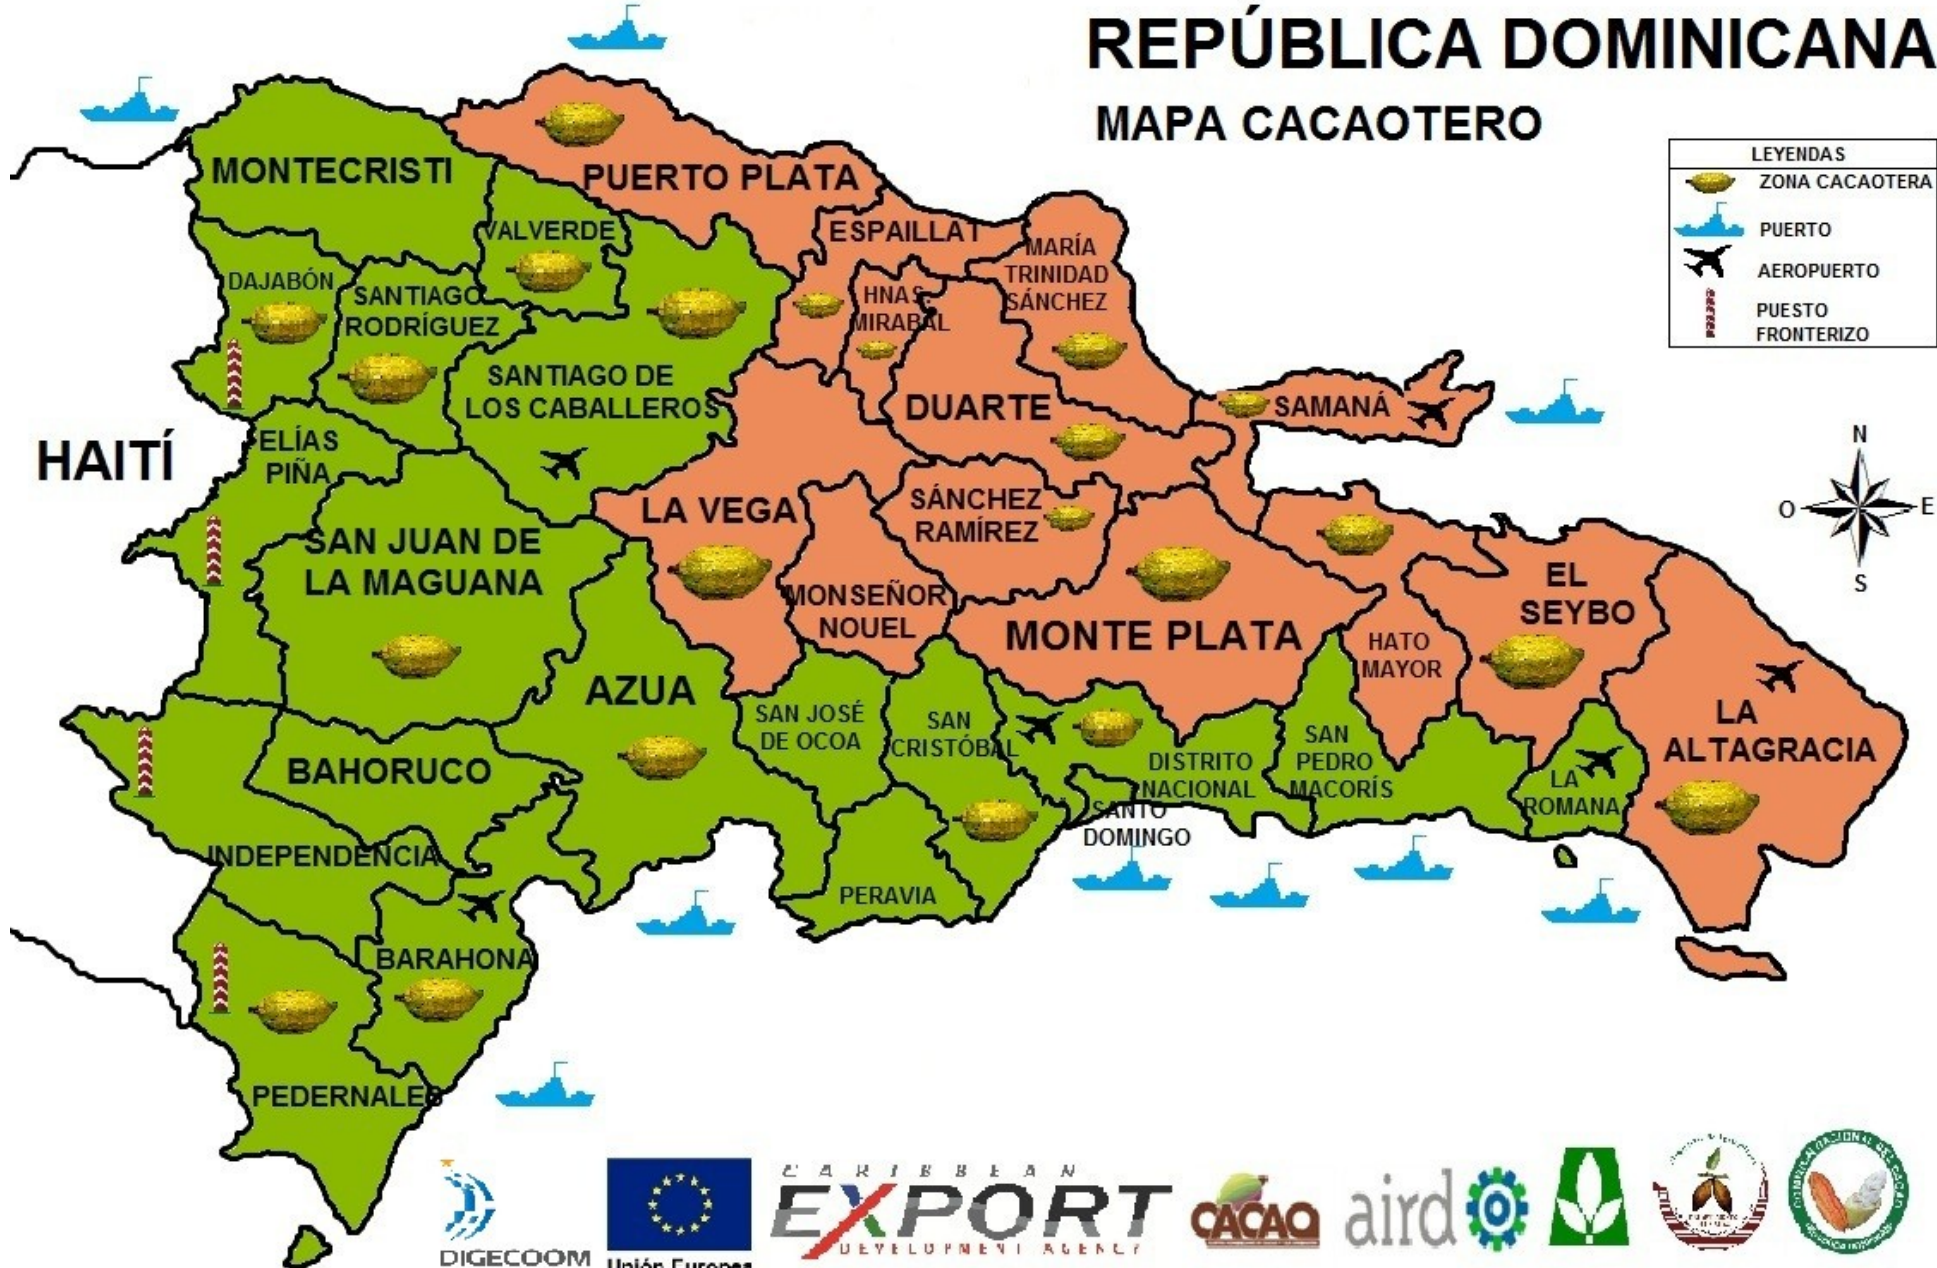 REPÚBLICA DOMINICANA
MAPA CACAOTERO
LEYENDAS
ZONA CACAOTERA
PUERTO
AEROPUERTO
PUESTO
FRONTERIZO
MONTECRISTI
PUERTO PLATA
VALVERDE
ESPAILLAT
MARÍA
TRINIDAD
SÁNCHEZ
DAJABÓN
SANTIAGO
RODRÍGUEZ
HNAS.
MIRABAL
SANTIAGO DE
LOS CABALLEROS
DUARTE
SAMANÁ
HAITÍ
ELÍAS
PIÑA
N
O
E
S
LA VEGA
SÁNCHEZ
RAMÍREZ
SAN JUAN DE
LA MAGUANA
MONSEÑOR
NOUEL
MONTE PLATA
HATO
MAYOR
EL
SEYBO
AZUA
SAN JOSÉ
DE OCOA
SAN
CRISTÓBAL
DISTRITO
NACIONAL
SAN
PEDRO
MACORÍS
LA
ROMANA
LA
ALTAGRACIA
BAHORUCO
SANTO
DOMINGO
INDEPENDENCIA
PERAVIA
BARAHONA
PEDERNALES
DIGECOOM
Unión Europea
CARIBBEAN
EXPORT
DEVELOPMENT AGENCY
CACAO
aird